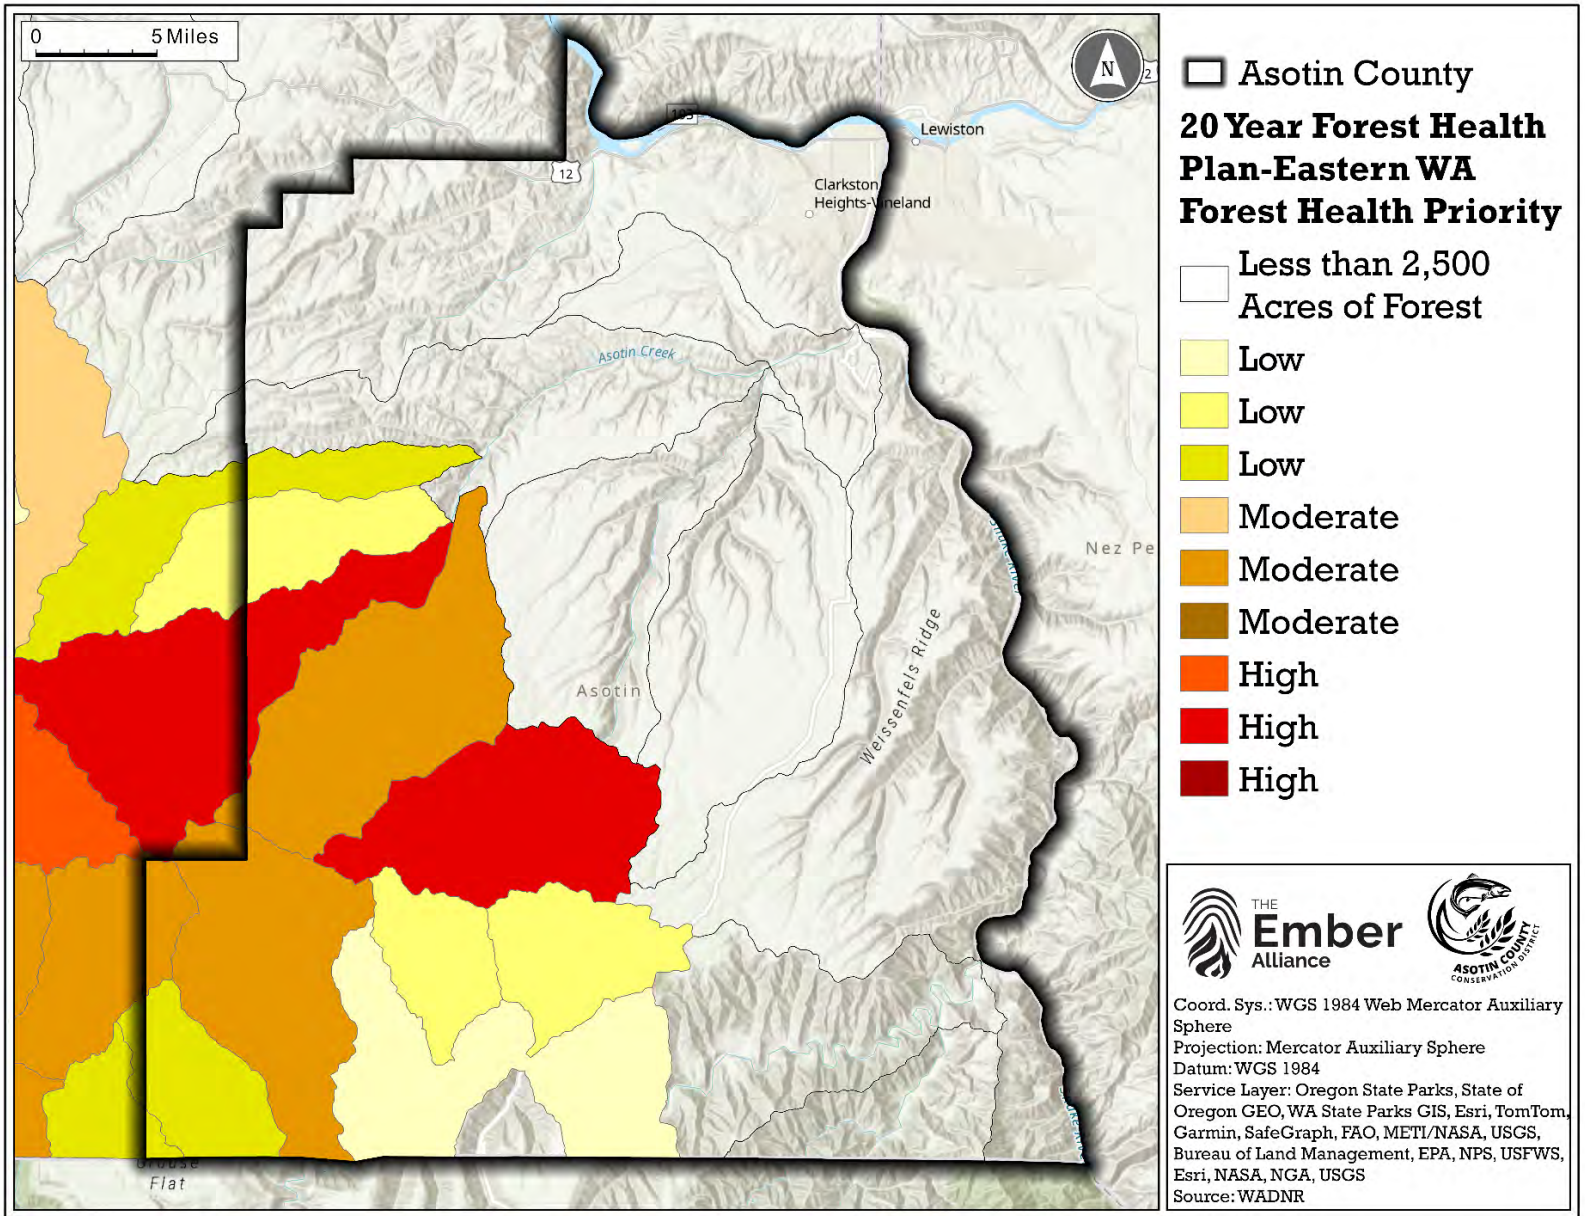 0 5 Miles
N
2
193
Lewiston
12
Clarkston
Heights-Vineland
Asotin Creek
Snake River
Nez Pe
Weissenfels Ridge
Asotin
Grouse
Flat
Asotin County
20 Year Forest Health
Plan-Eastern WA
Forest Health Priority
Less than 2,500
Acres of Forest
Low
Low
Low
Moderate
Moderate
Moderate
High
High
High
THE
Ember
Alliance
ASOTIN COUNTY
CONSERVATION DISTRICT
Coord. Sys.: WGS 1984 Web Mercator Auxiliary
Sphere
Projection: Mercator Auxiliary Sphere
Datum: WGS 1984
Service Layer: Oregon State Parks, State of
Oregon GEO, WA State Parks GIS, Esri, TomTom,
Garmin, SafeGraph, FAO, METI/NASA, USGS,
Bureau of Land Management, EPA, NPS, USFWS,
Esri, NASA, NGA, USGS
Source: WADNR